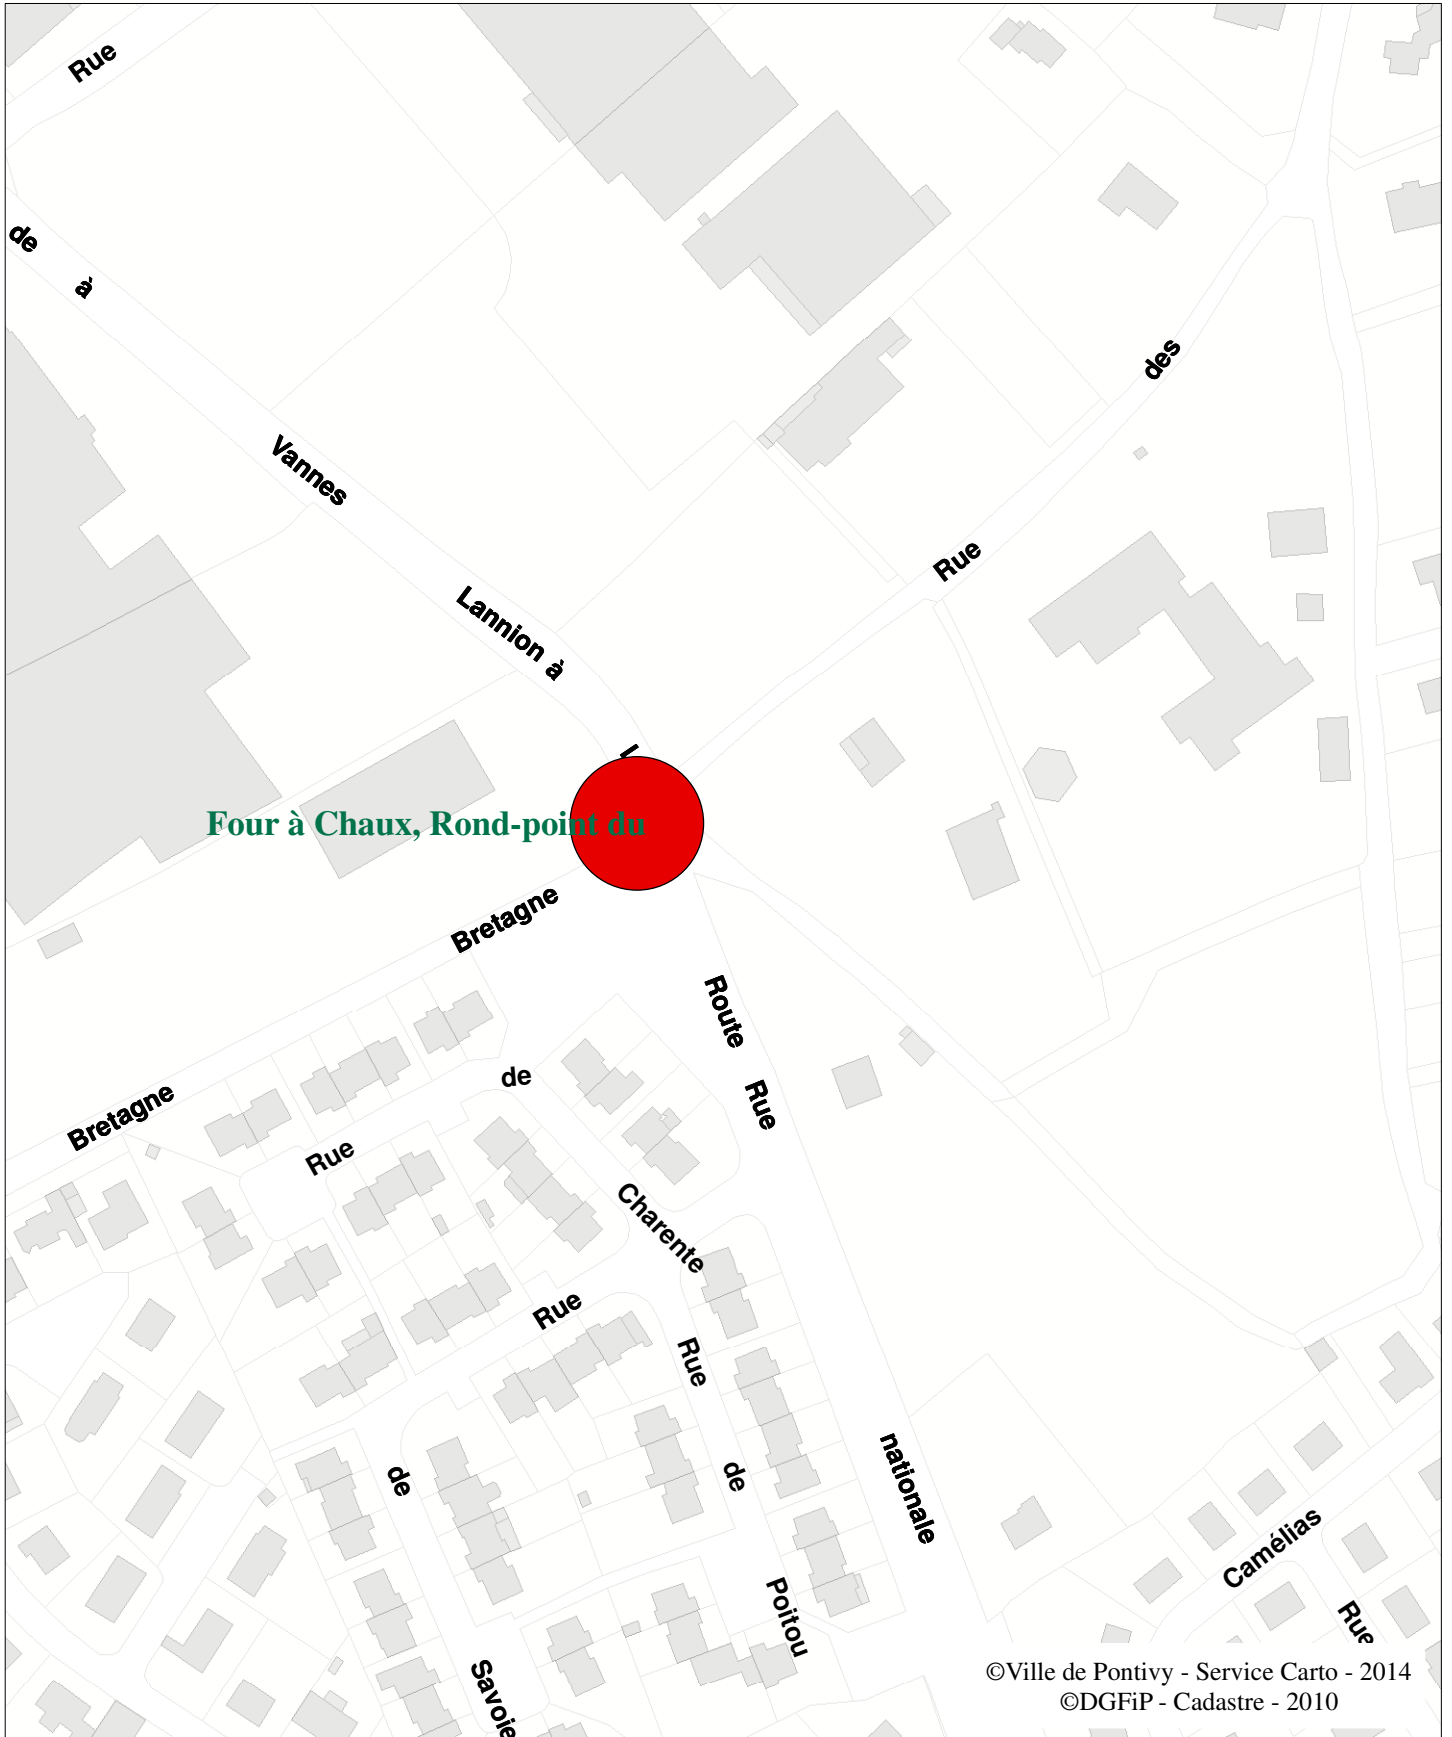 Rue
de
à
Vannes
des
Rue
Lannion à
Four à Chaux, Rond-point du
Bretagne
Route
Rue
de
Bretagne
Rue
Charente
Rue
Rue
nationale
de
de
Camélias
Poitou
Rue
Savoie
©Ville de Pontivy - Service Carto - 2014
©DGFiP - Cadastre - 2010